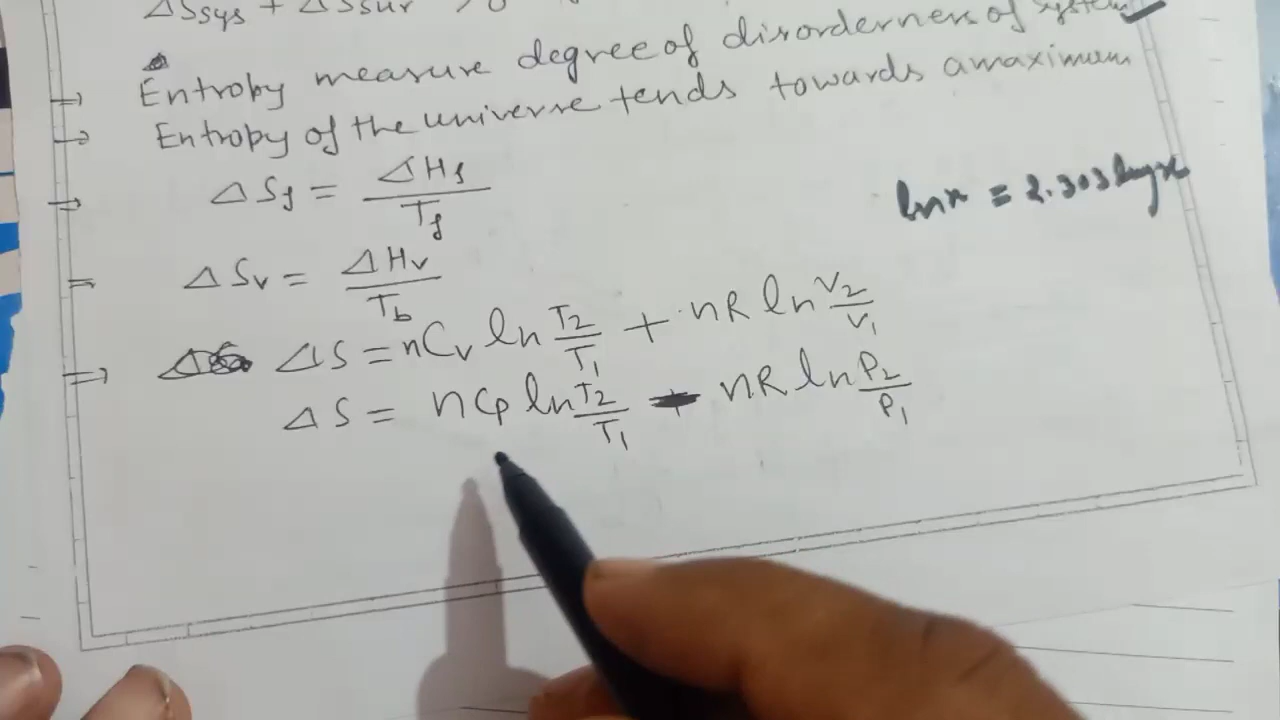 ΔSsys + ΔSsur >0
⇒ Entroby measure degree of disorderness of system
⇒ Entroby of the universe tends towards a maximum
⇒ ΔSf = ΔHf / Tf
⇒ ΔSv = ΔHv / Tb
ln x = 2.303 log x
⇒ ΔS = nCv ln T2/T1 + nR ln V2/V1
ΔS = nCp ln T2/T1 - nR ln P2/P1